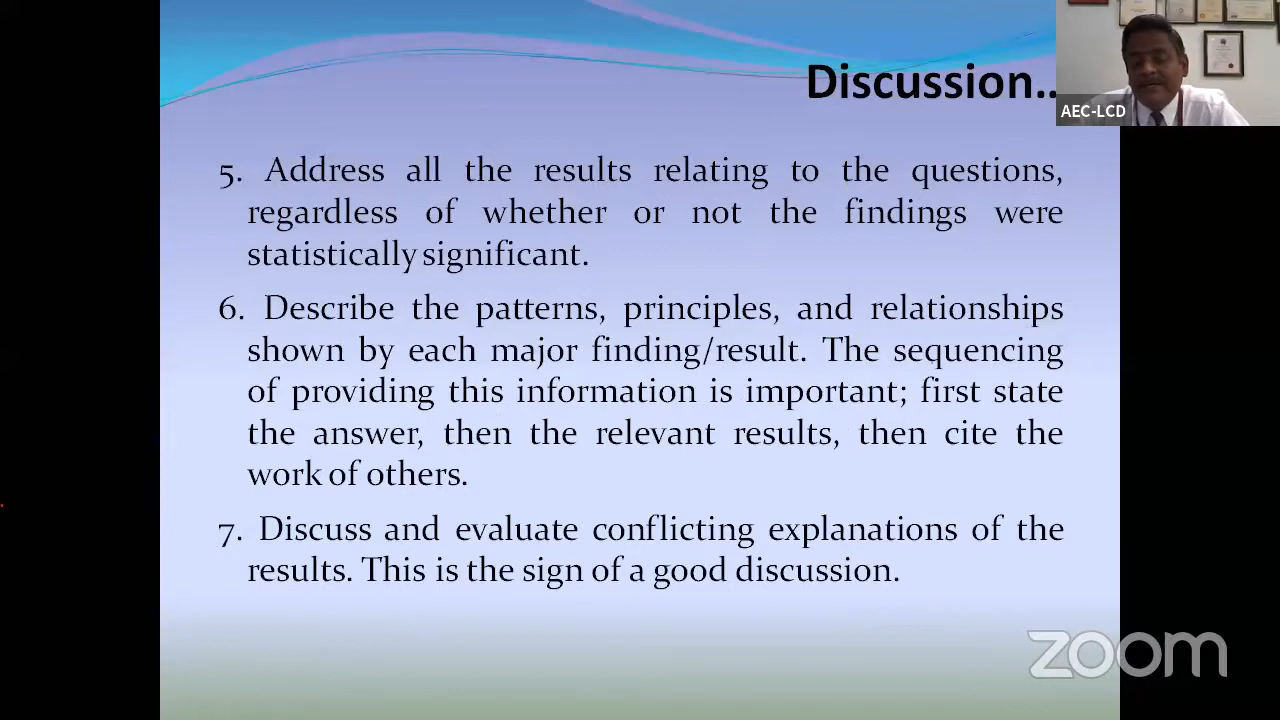 Discussion..
AEC-LCD
5. Address all the results relating to the questions,
regardless of whether or not the findings were
statistically significant.
6. Describe the patterns, principles, and relationships
shown by each major finding/result. The sequencing
of providing this information is important; first state
the answer, then the relevant results, then cite the
work of others.
7. Discuss and evaluate conflicting explanations of the
results. This is the sign of a good discussion.
zoom